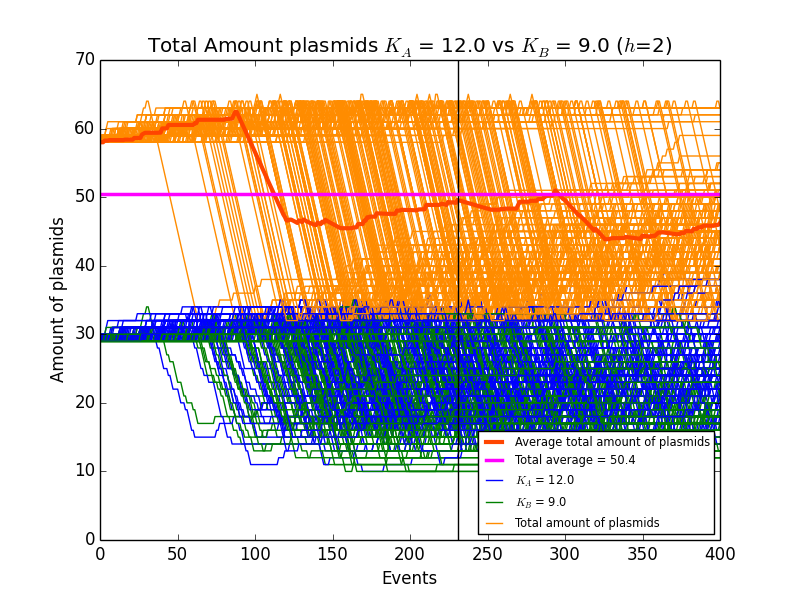 Total Amount plasmids K_A = 12.0 vs K_B = 9.0 (h=2)
70
60
50
40
30
20
10
0
Amount of plasmids
Average total amount of plasmids
Total average = 50.4
K_A = 12.0
K_B = 9.0
Total amount of plasmids
0 50 100 150 200 250 300 350 400
Events